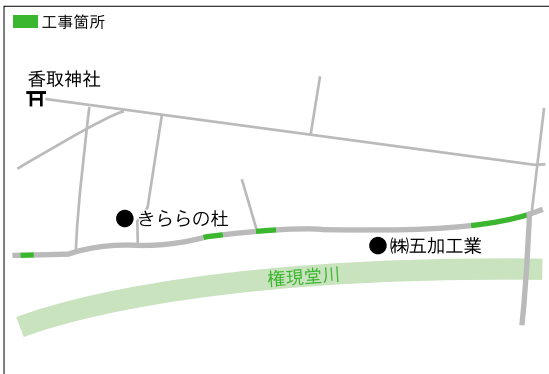 工事箇所
香取神社
きららの杜
㈱五加工業
権現堂川